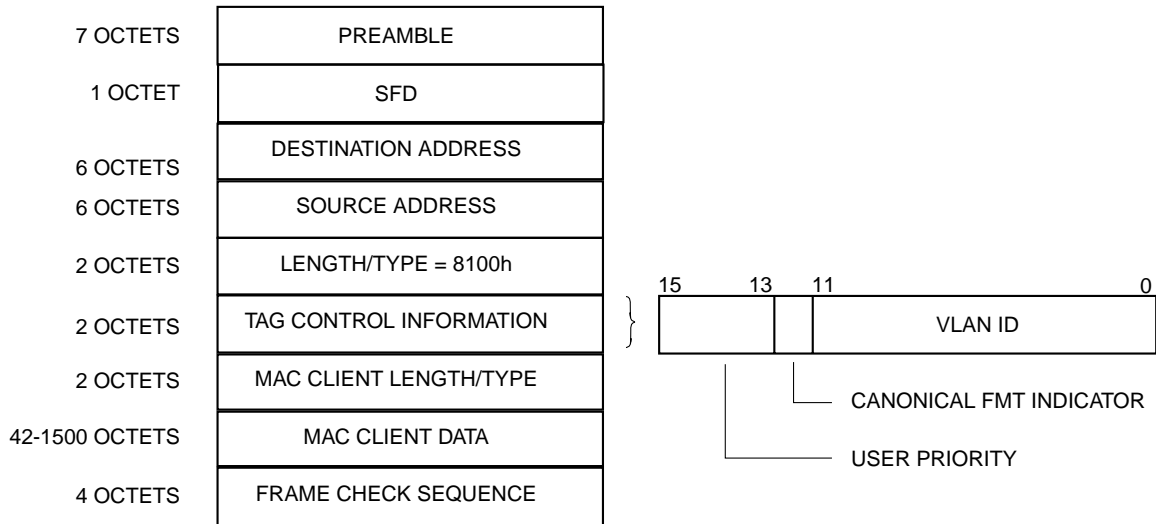 7 OCTETS PREAMBLE
1 OCTET SFD
DESTINATION ADDRESS
6 OCTETS
6 OCTETS SOURCE ADDRESS
2 OCTETS LENGTH/TYPE = 8100h
15 13 11 0
2 OCTETS TAG CONTROL INFORMATION } VLAN ID
2 OCTETS MAC CLIENT LENGTH/TYPE
CANONICAL FMT INDICATOR
42-1500 OCTETS MAC CLIENT DATA
USER PRIORITY
4 OCTETS FRAME CHECK SEQUENCE